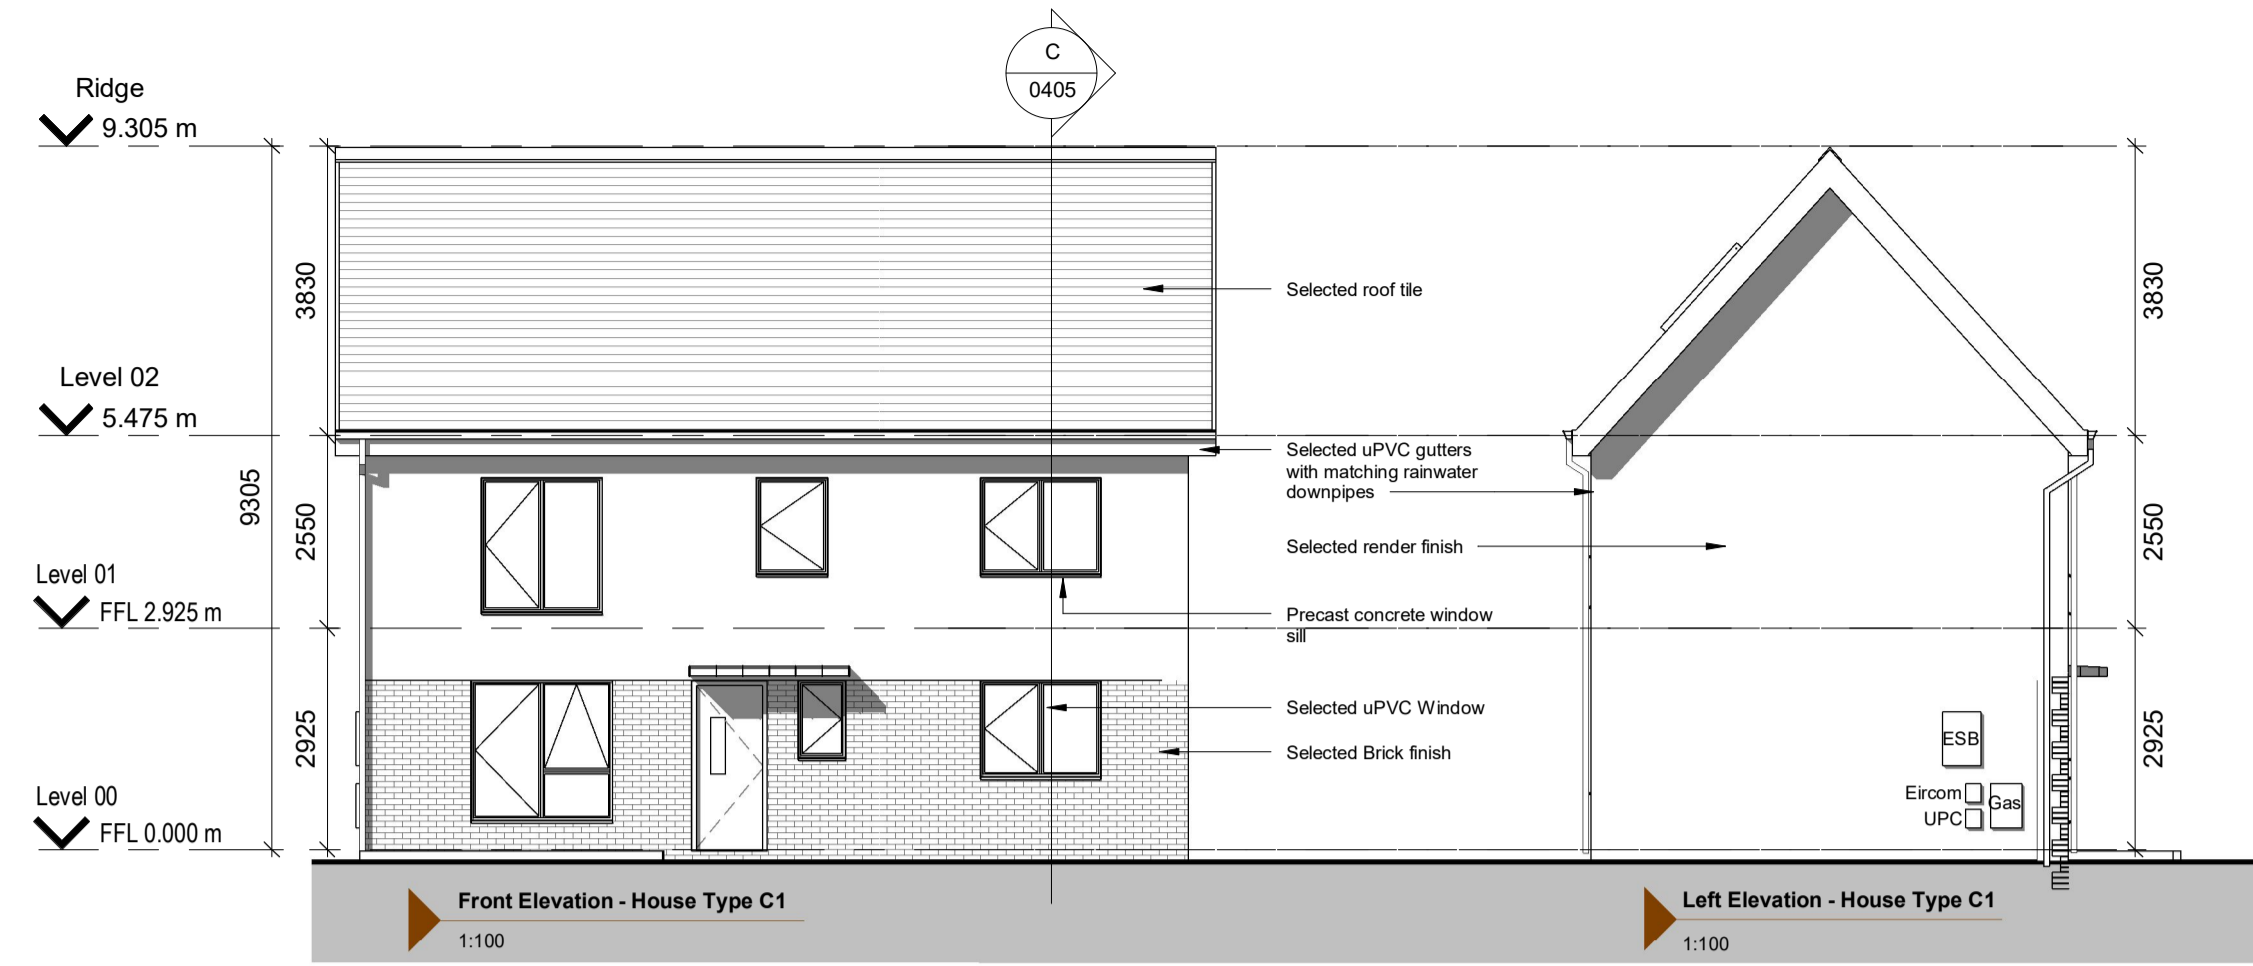 C
0405
Ridge
9.305 m
Level 02
5.475 m
Level 01
FFL 2.925 m
Level 00
FFL 0.000 m
9305
3830
2550
2925
Selected roof tile
Selected uPVC gutters
with matching rainwater
downpipes
Selected render finish
Precast concrete window
sill
Selected uPVC Window
Selected Brick finish
ESB
Eircom
Gas
UPC
3830
2550
2925
Front Elevation - House Type C1
1:100
Left Elevation - House Type C1
1:100